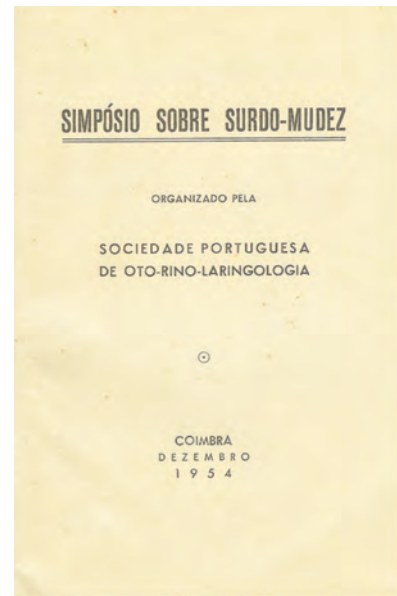 SIMPÓSIO SOBRE SURDO-MUDEZ
ORGANIZADO PELA
SOCIEDADE PORTUGUESA
DE OTO-RINO-LARINGOLOGIA
COIMBRA
DEZEMBRO
1954